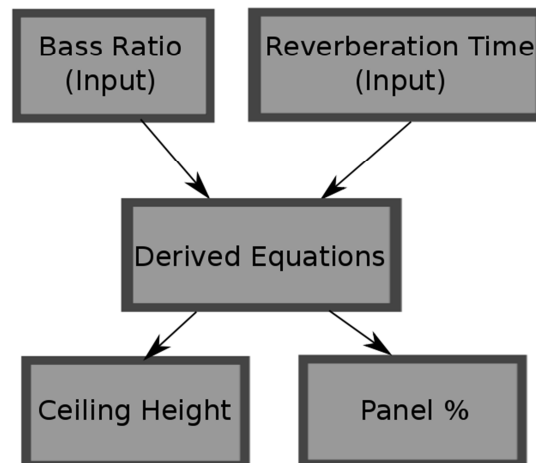 Bass Ratio
(Input)
Reverberation Time
(Input)
Derived Equations
Ceiling Height
Panel %